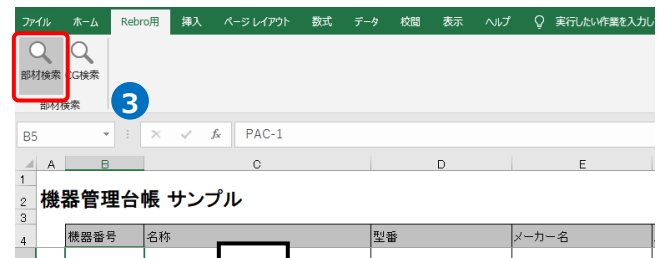 ファイル ホーム Rebro用 挿入 ページ レイアウト 数式 データ 校閲 表示 ヘルプ 実行したい作業を入力し
部材検索 CG検索
部材検索
3
B5 fx PAC-1
A B C D E
1
2 機器管理台帳 サンプル
3
4 機器番号 名称 型番 メーカー名